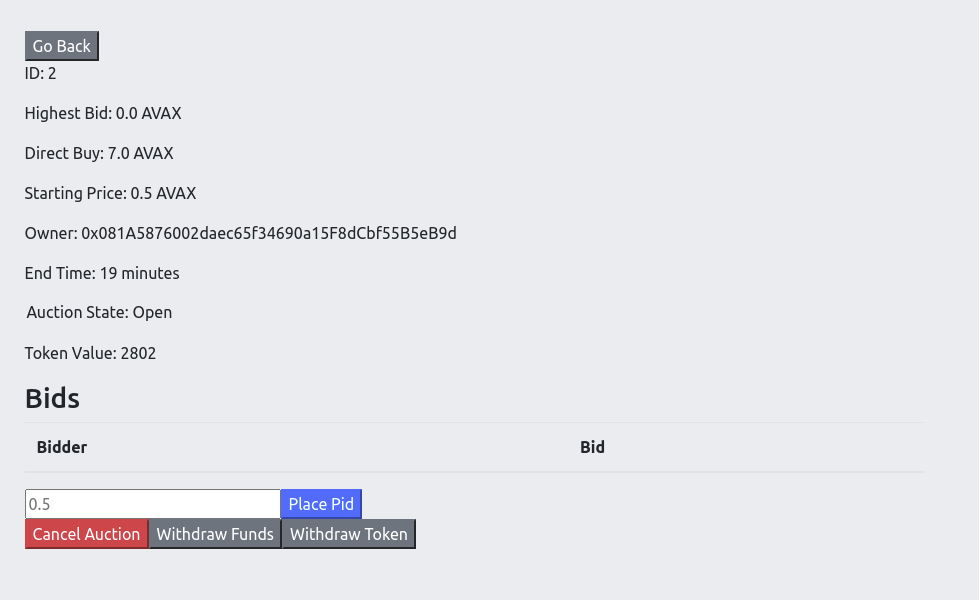 Go Back
ID: 2
Highest Bid: 0.0 AVAX
Direct Buy: 7.0 AVAX
Starting Price: 0.5 AVAX
Owner: 0x081A5876002daec65f34690a15F8dCbf55B5eB9d
End Time: 19 minutes
Auction State: Open
Token Value: 2802
Bids
Bidder Bid
0.5 Place Pid
Cancel Auction Withdraw Funds Withdraw Token